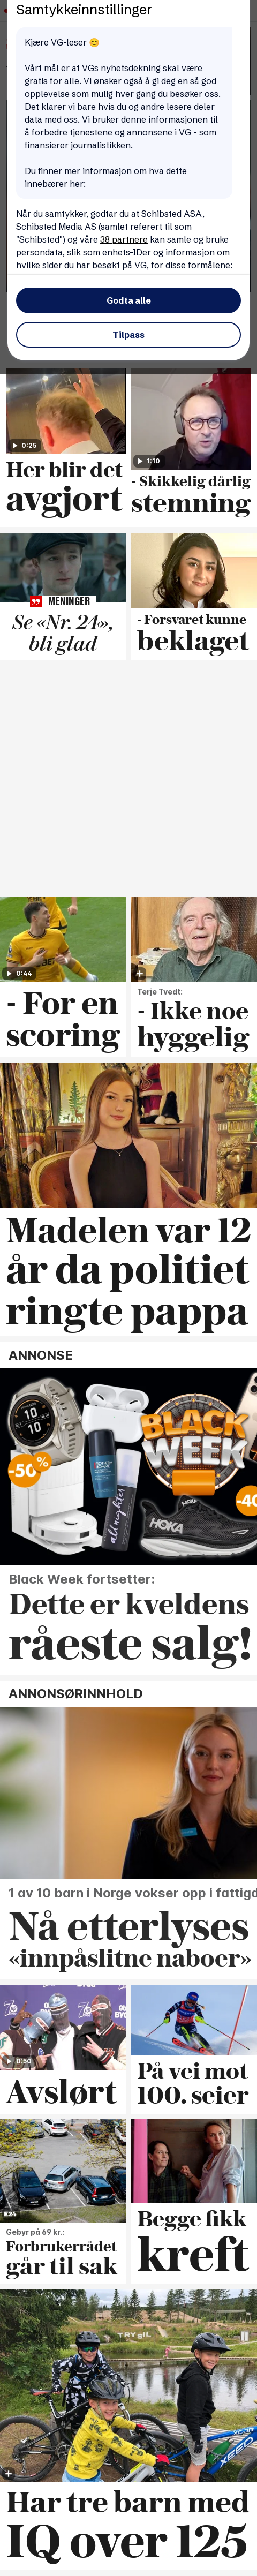 Samtykkeinnstillinger
Kjære VG-leser 😊
Vårt mål er at VGs nyhetsdekning skal være
gratis for alle. Vi ønsker også å gi deg en så god
opplevelse som mulig hver gang du besøker oss.
Det klarer vi bare hvis du og andre lesere deler
data med oss. Vi bruker denne informasjonen til
å forbedre tjenestene og annonsene i VG - som
finansierer journalistikken.
Du finner mer informasjon om hva dette
innebærer her:
Når du samtykker, godtar du at Schibsted ASA,
Schibsted Media AS (samlet referert til som
"Schibsted") og våre 38 partnere kan samle og bruke
persondata, slik som enhets-IDer og informasjon om
hvilke sider du har besøkt på VG, for disse formålene:
Godta alle
Tilpass
0:25
Her blir det
avgjort
1:10
- Skikkelig dårlig
stemning
MENINGER
Se «Nr. 24»,
bli glad
- Forsvaret kunne
beklaget
0:44
- For en
scoring
Terje Tvedt:
- Ikke noe
hyggelig
Madelen var 12
år da politiet
ringte pappa
ANNONSE
-50%
BLACK
WEEK
-40
allnighter
HOKA
Black Week fortsetter:
Dette er kveldens
råeste salg!
ANNONSØRINNHOLD
1 av 10 barn i Norge vokser opp i fattigd
Nå etterlyses
«innpåslitne naboer»
0:50
Avslørt
På vei mot
100. seier
E24
Gebyr på 69 kr.:
Forbrukerrådet
går til sak
Begge fikk
kreft
TRYSIL
Har tre barn med
IQ over 125